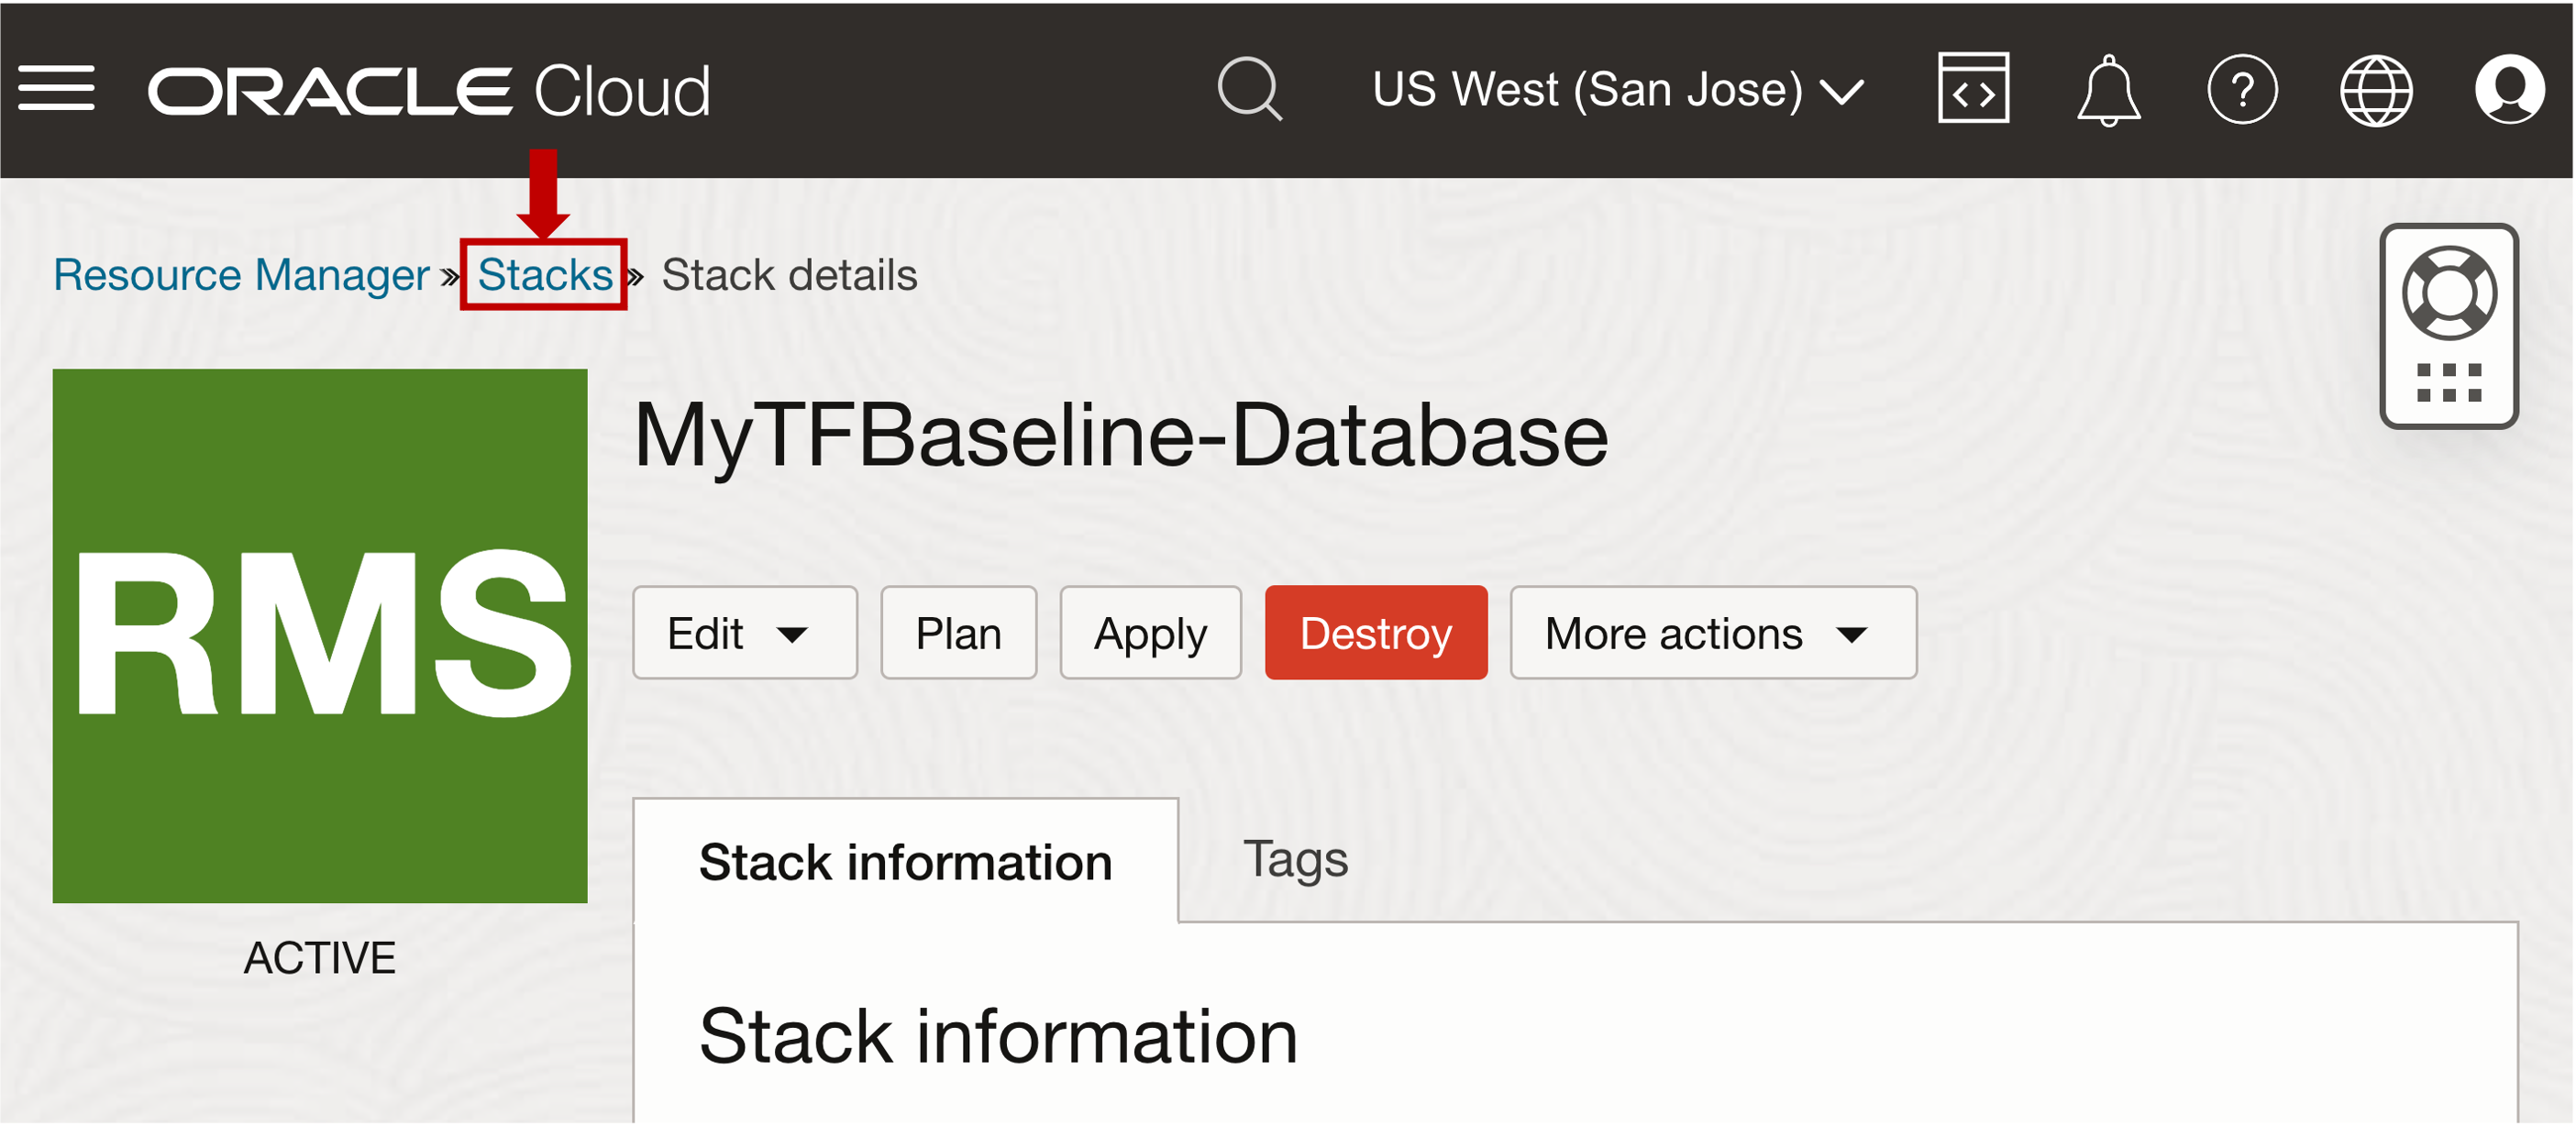 ORACLE Cloud
US West (San Jose)
Resource Manager » Stacks » Stack details
RMS
ACTIVE
MyTFBaseline-Database
Edit Plan Apply Destroy More actions
Stack information Tags
Stack information